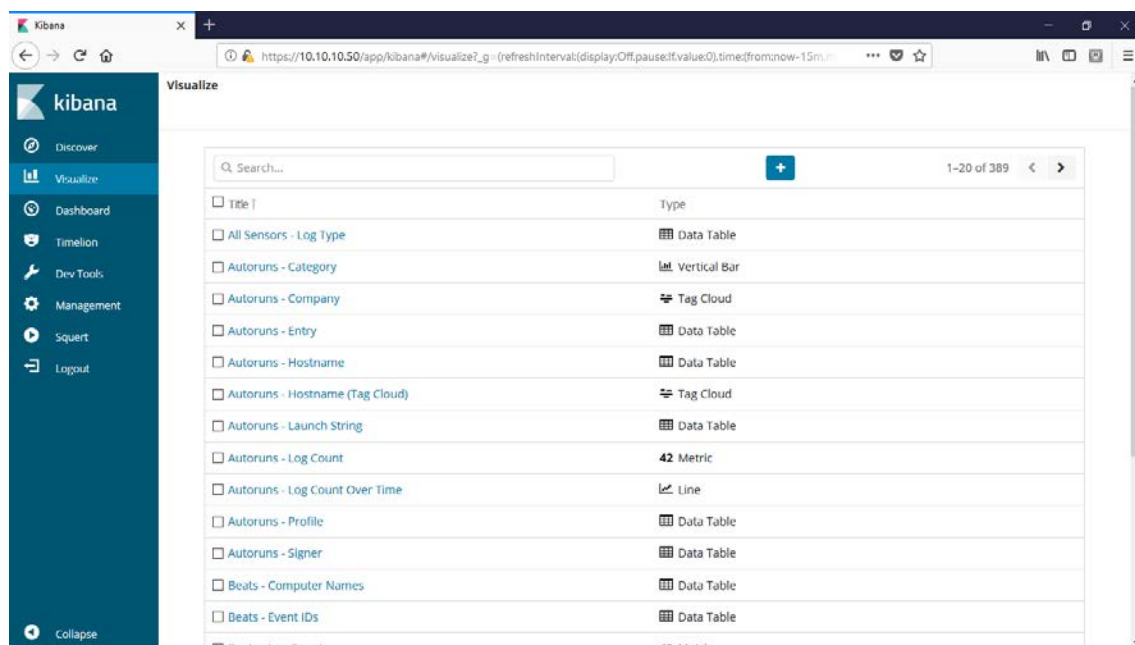 Kibana
https://10.10.10.50/app/kibana#/visualize?_g=(refreshInterval:(display:Off,pause:!f,value:0),time:(from:now-15m,m
kibana
Visualize
Discover
Visualize
Dashboard
Timelion
Dev Tools
Management
Squert
Logout
Collapse
Search...
+
1–20 of 389
Title
Type
All Sensors - Log Type
Data Table
Autoruns - Category
Vertical Bar
Autoruns - Company
Tag Cloud
Autoruns - Entry
Data Table
Autoruns - Hostname
Data Table
Autoruns - Hostname (Tag Cloud)
Tag Cloud
Autoruns - Launch String
Data Table
Autoruns - Log Count
42 Metric
Autoruns - Log Count Over Time
Line
Autoruns - Profile
Data Table
Autoruns - Signer
Data Table
Beats - Computer Names
Data Table
Beats - Event IDs
Data Table